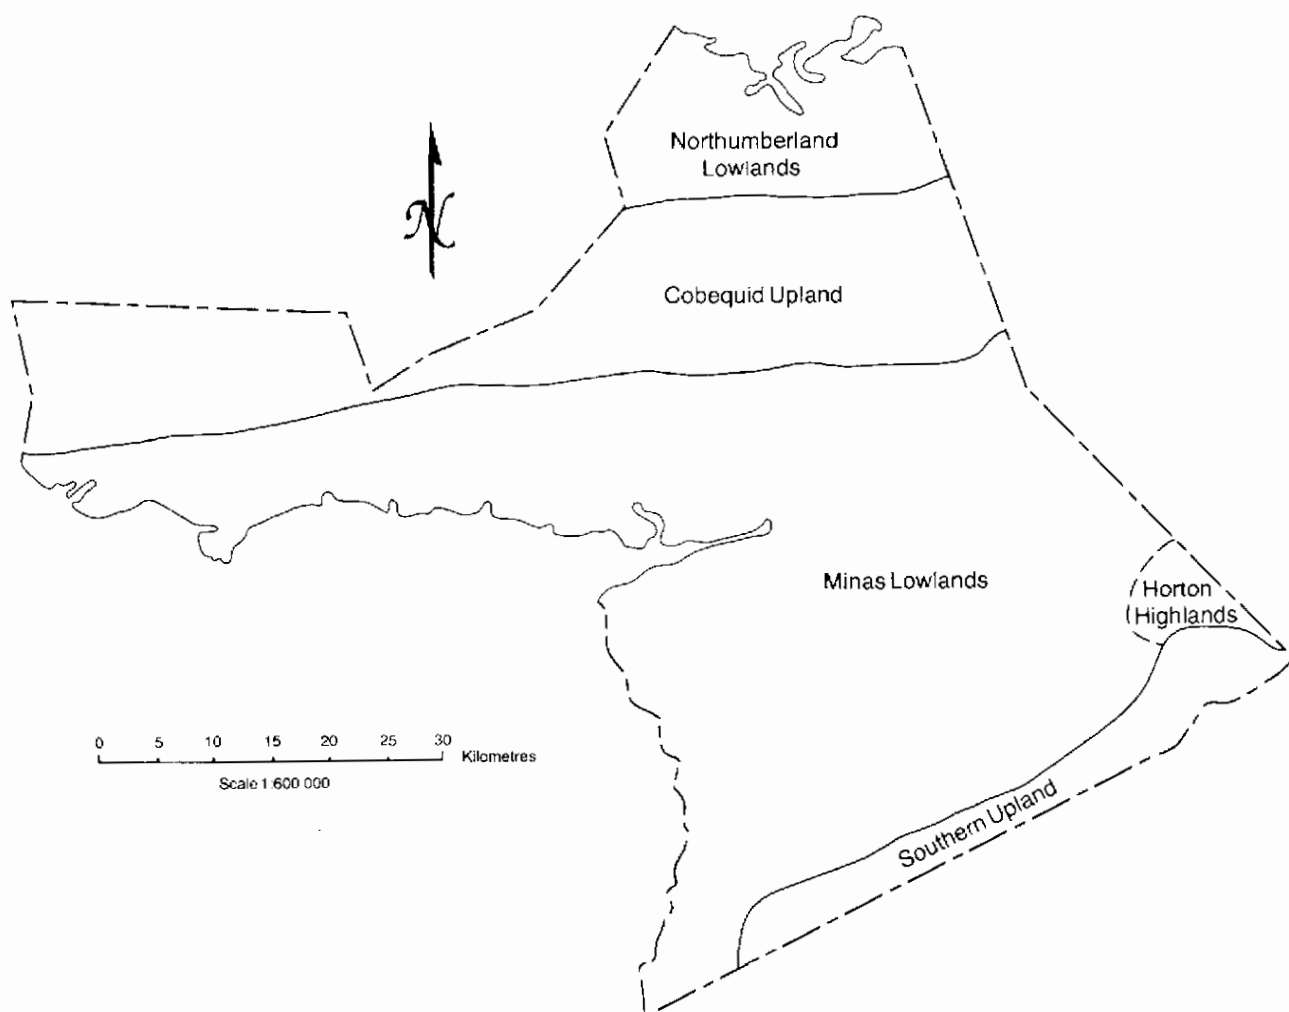 Northumberland
Lowlands
N
Cobequid Upland
Minas Lowlands
Horton
Highlands
0 5 10 15 20 25 30
Kilometres
Scale 1:600 000
Southern Upland